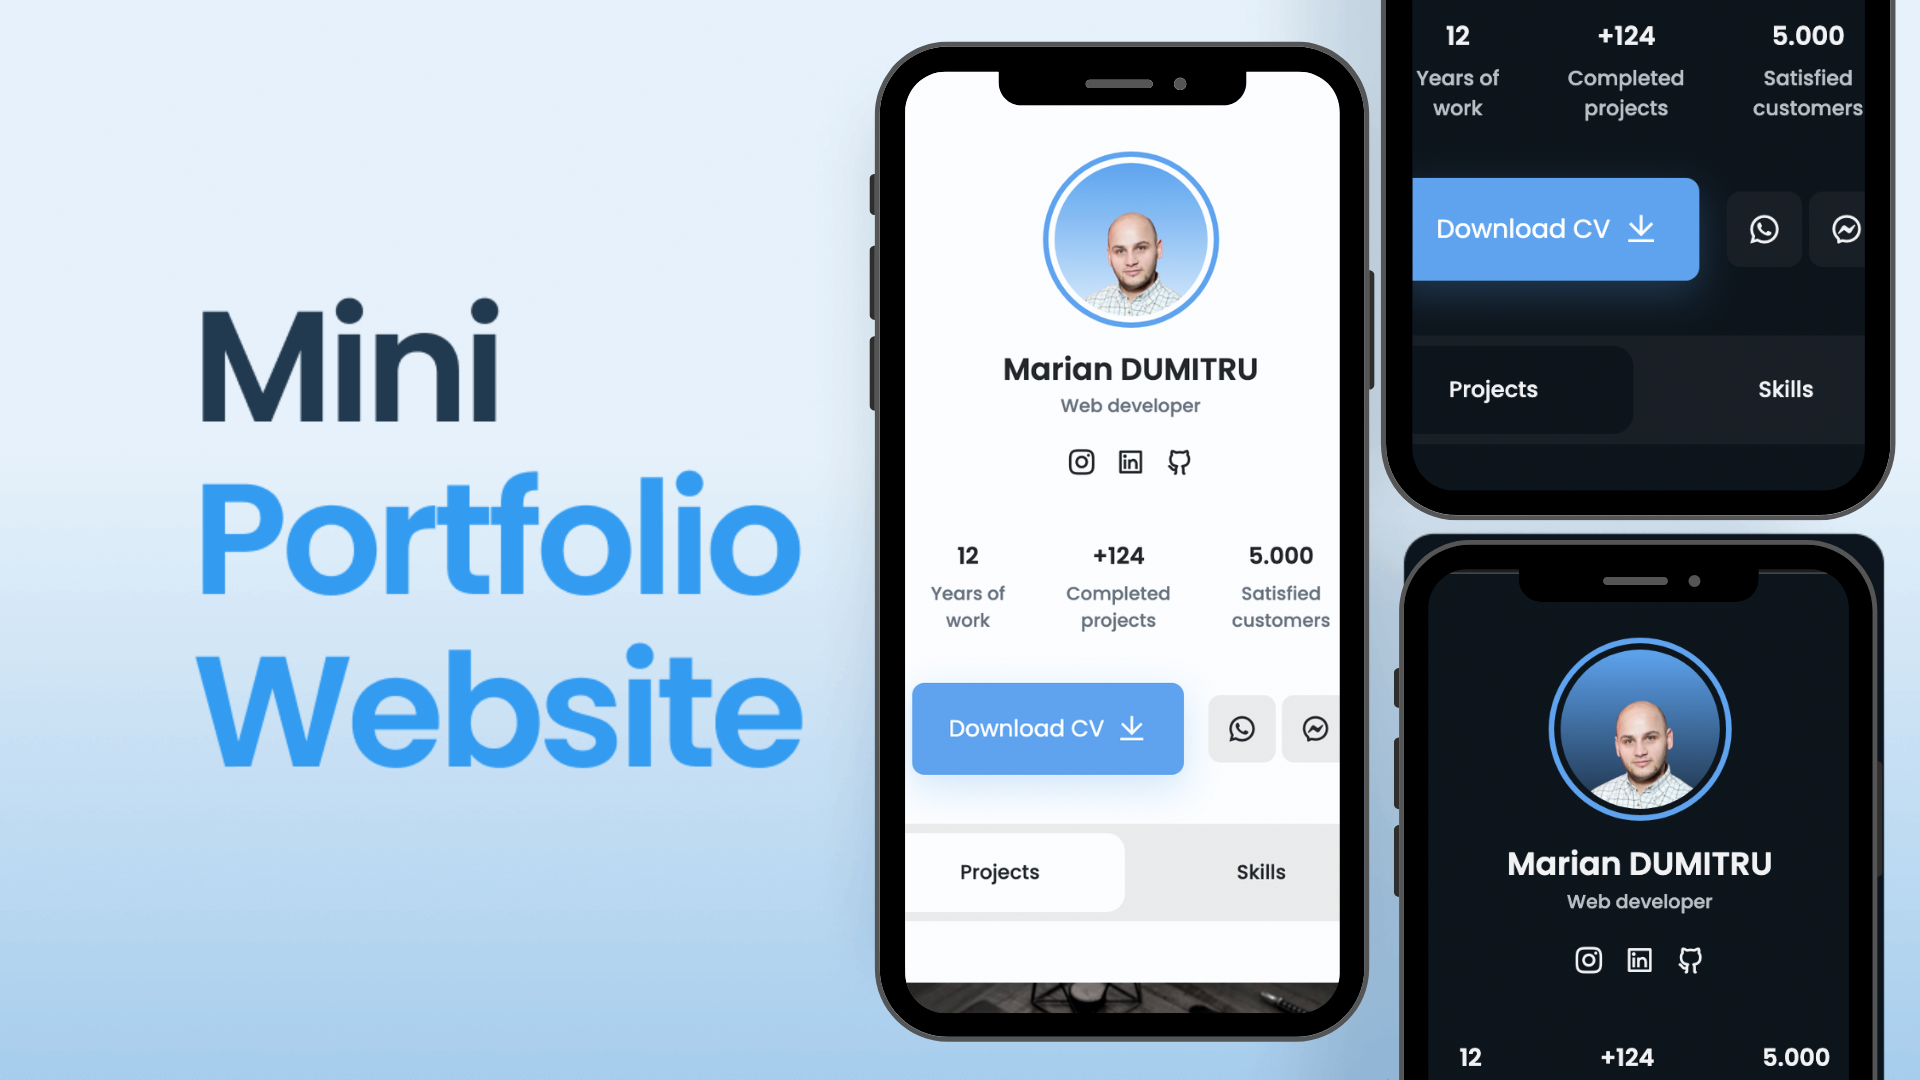 Mini
Portfolio
Website
Marian DUMITRU
Web developer
12
+124
5.000
Years of
work
Completed
projects
Satisfied
customers
Download CV
Projects
Skills
12
+124
5.000
Years of
work
Completed
projects
Satisfied
customers
Download CV
Projects
Skills
Marian DUMITRU
Web developer
12
+124
5.000